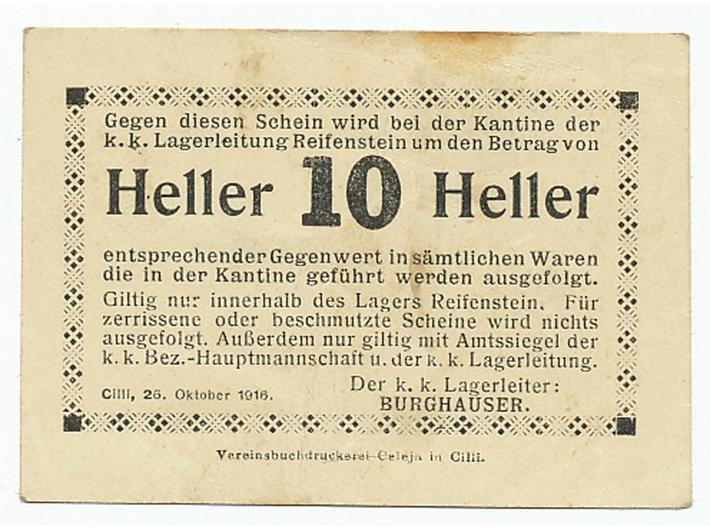 Gegen diesen Schein wird bei der Kantine der
k. k. Lagerleitung Reifenstein um den Betrag von
Heller 10 Heller
entsprechender Gegenwert in sämtlichen Waren
die in der Kantine geführt werden ausgefolgt.
Giltig nur innerhalb des Lagers Reifenstein. Für
zerrissene oder beschmutzte Scheine wird nichts
ausgefolgt. Außerdem nur giltig mit Amtssiegel der
k. k. Bez.-Hauptmannschaft u. der k. k. Lagerleitung.
Cilli, 26. Oktober 1916.
Der k. k. Lagerleiter:
BURGHAUSER.
Vereinsbuchdruckerei Celeja in Cilli.